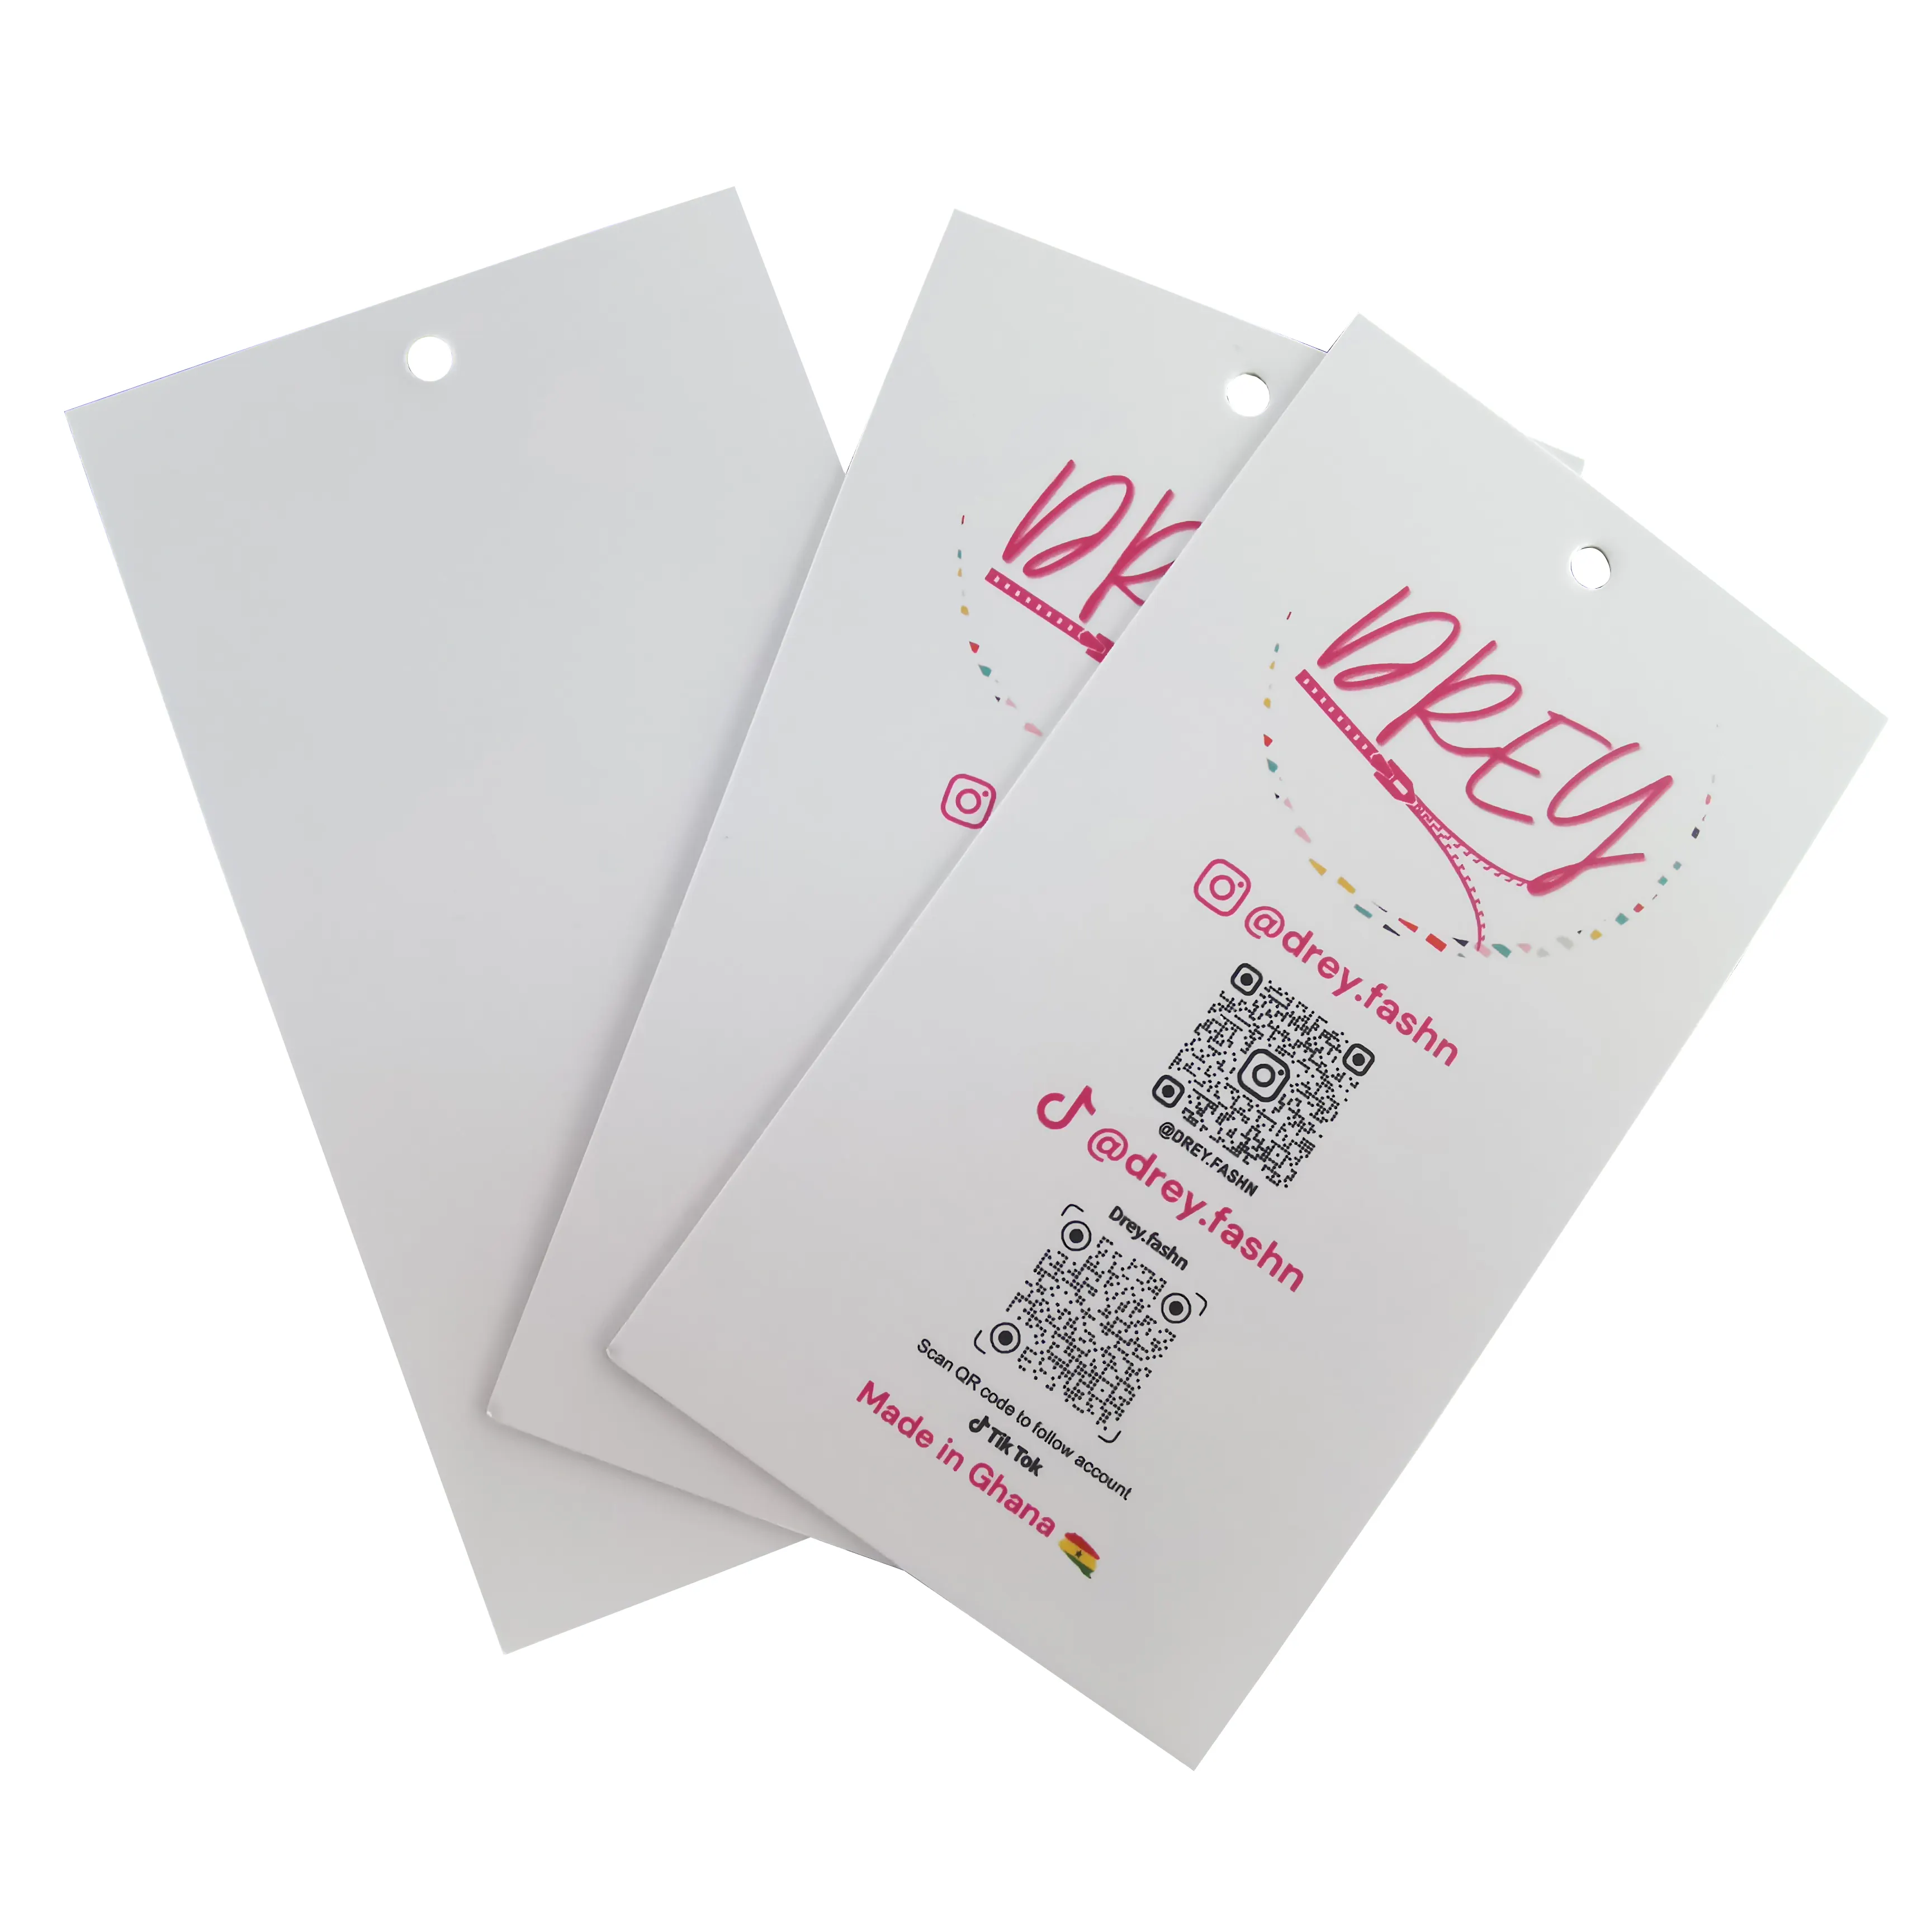 DR
DREY
@drey.fashn
@DREY.FASHN
@drey.fashn
Drey.fashn
Scan QR code to follow account
TikTok
Made in Ghana